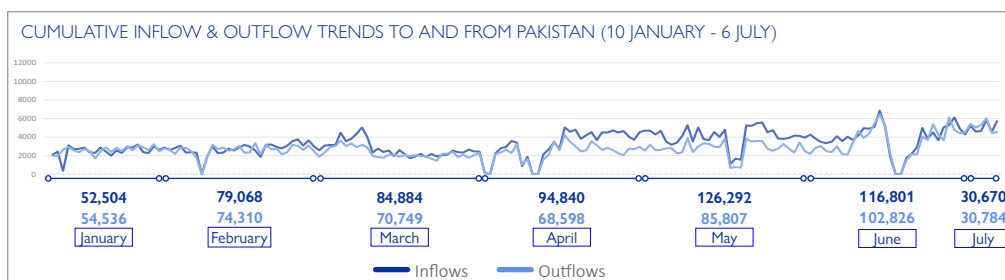 CUMULATIVE INFLOW & OUTFLOW TRENDS TO AND FROM PAKISTAN (10 JANUARY - 6 JULY)
12000
10000
8000
6000
4000
2000
0
52,504 79,068 84,884 94,840 126,292 116,801 30,670
54,536 74,310 70,749 68,598 85,807 102,826 30,784
January February March April May June July
Inflows Outflows